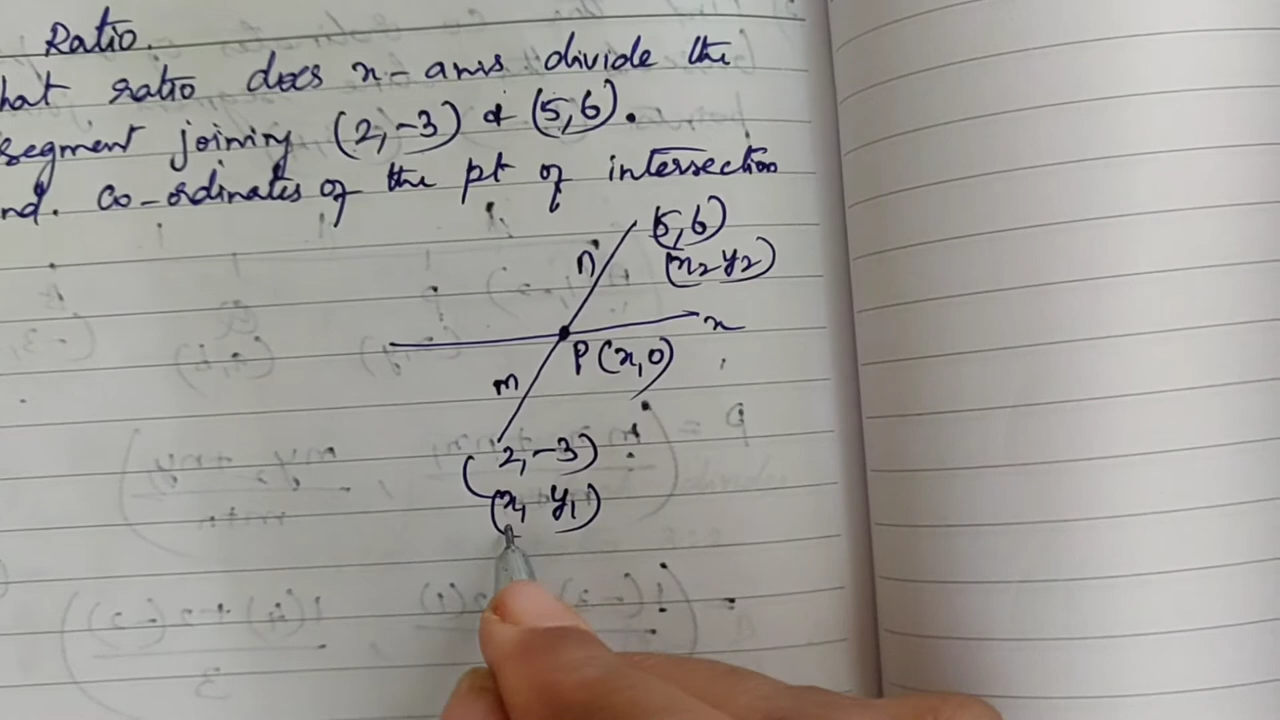 Ratio.
hat ratio does x-axis divide the
segment joining (2,-3) & (5,6).
nd. Co-ordinates of the pt of intersection
(5,6)
n
(x2 y2)
x
P(x,0)
m
(2,-3)
(x1 y1)